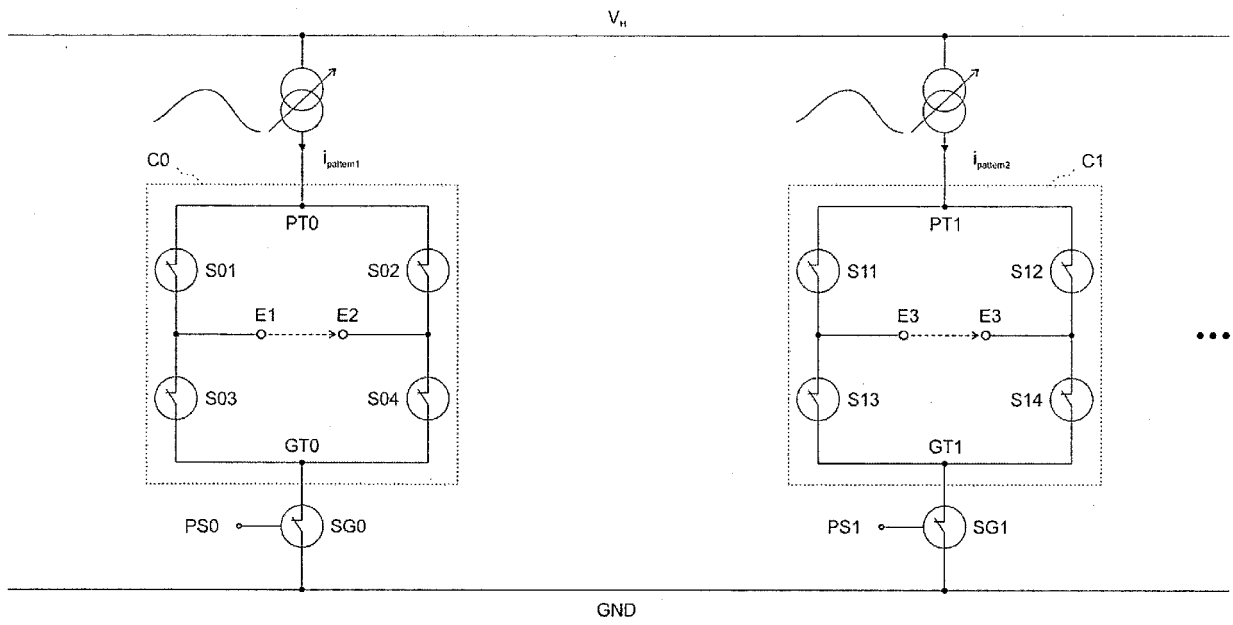 V_H
i_pattern1
i_pattern2
C0
C1
PT0
PT1
S01
S02
S11
S12
E1
E2
E3
E3
S03
S04
S13
S14
GT0
GT1
PS0
SG0
PS1
SG1
GND